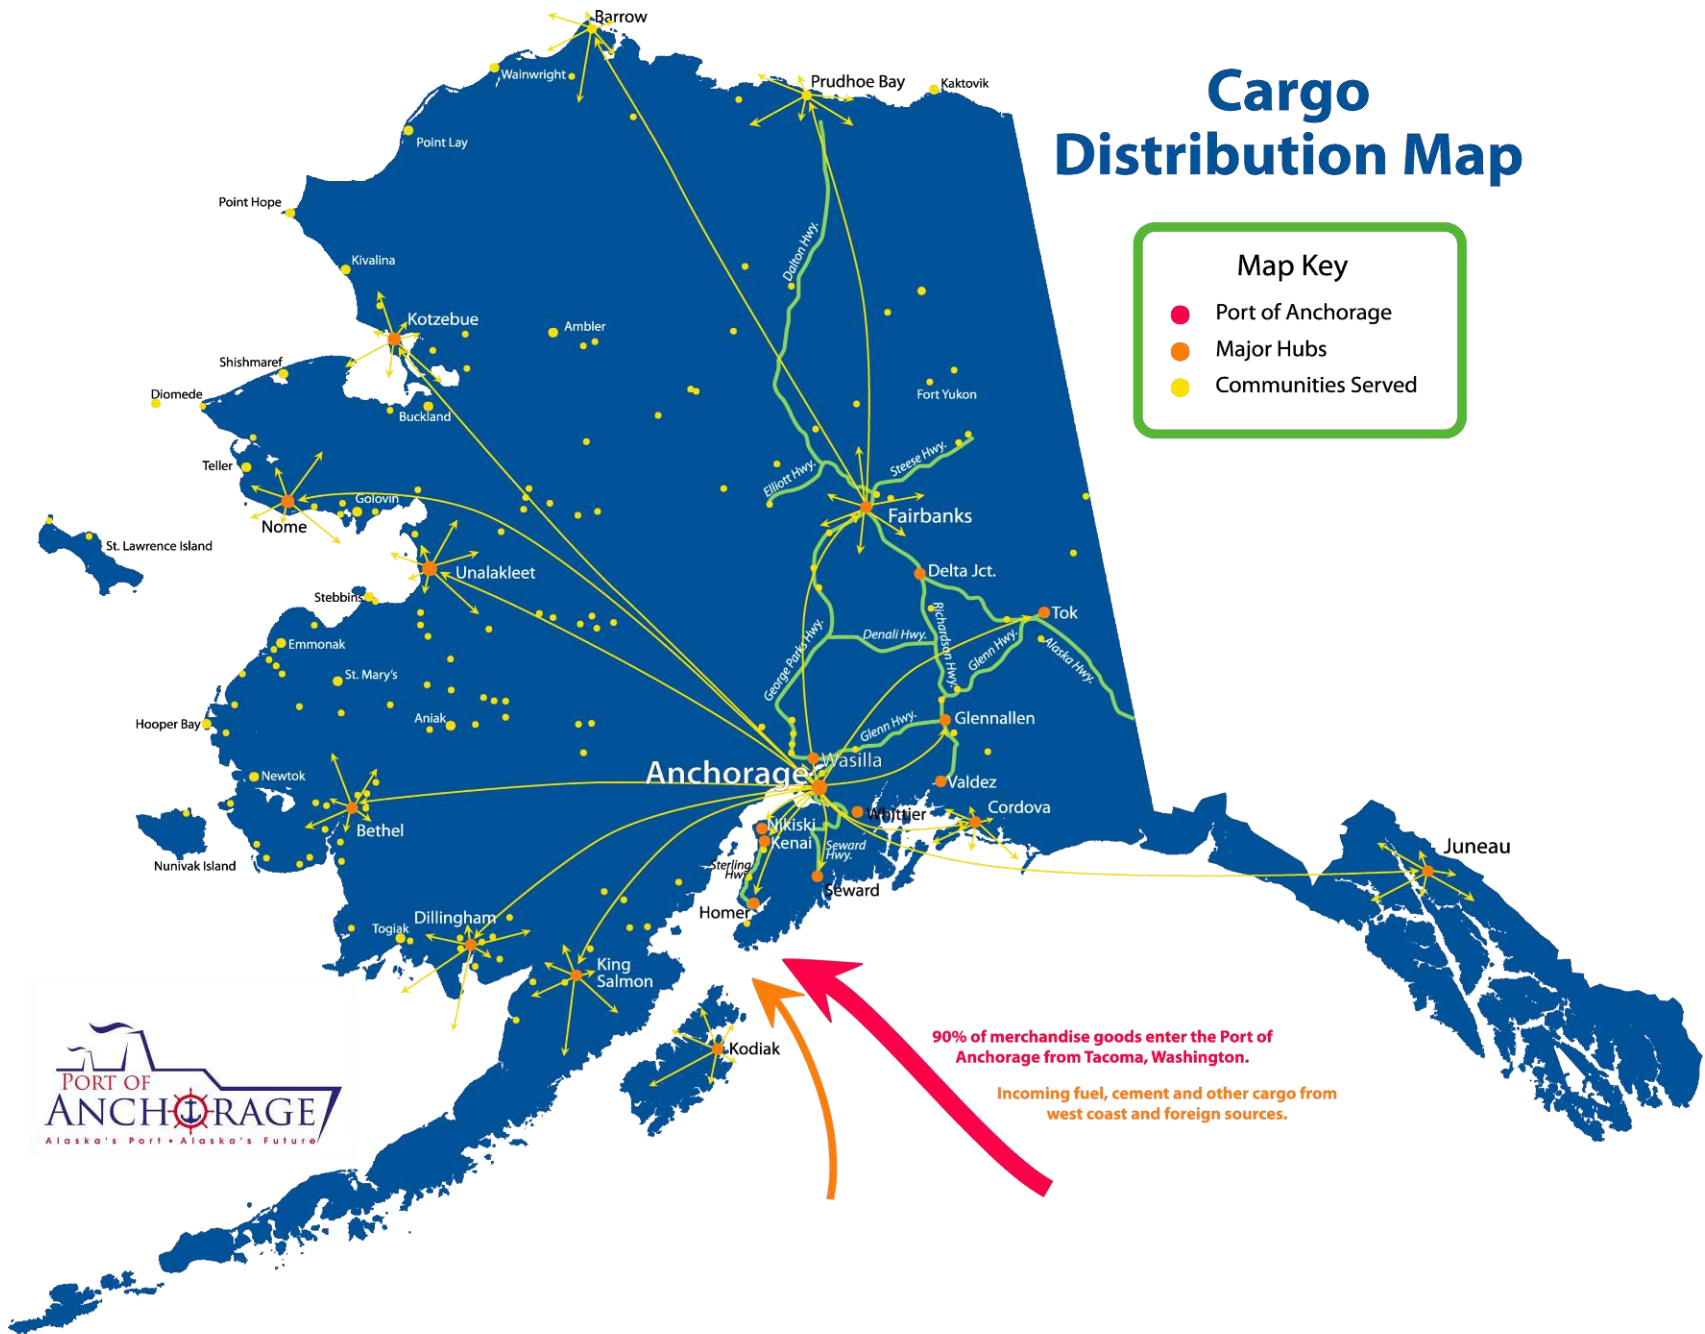 Cargo
Distribution Map
Map Key
Port of Anchorage
Major Hubs
Communities Served
Barrow
Wainwright
Prudhoe Bay
Kaktovik
Point Lay
Point Hope
Kivalina
Dalton Hwy.
Kotzebue
Ambler
Shishmaref
Diomede
Buckland
Fort Yukon
Teller
Elliott Hwy.
Steese Hwy.
Golovin
Nome
Fairbanks
St. Lawrence Island
Unalakleet
Delta Jct.
Stebbins
Tok
Emmonak
Denali Hwy.
Richardson Hwy.
Glenn Hwy.
Alaska Hwy.
George Parks Hwy.
St. Mary's
Hooper Bay
Aniak
Glenn Hwy.
Glennallen
Wasilla
Anchorage
Newtok
Valdez
Cordova
Whittier
Bethel
Nikiski
Kenai
Seward
Hwy.
Sterling
Hwy.
Nunivak Island
Juneau
Seward
Homer
Dillingham
Togiak
King
Salmon
Kodiak
90% of merchandise goods enter the Port of
Anchorage from Tacoma, Washington.
Incoming fuel, cement and other cargo from
west coast and foreign sources.
PORT OF
ANCHORAGE
Alaska's Port • Alaska's Future